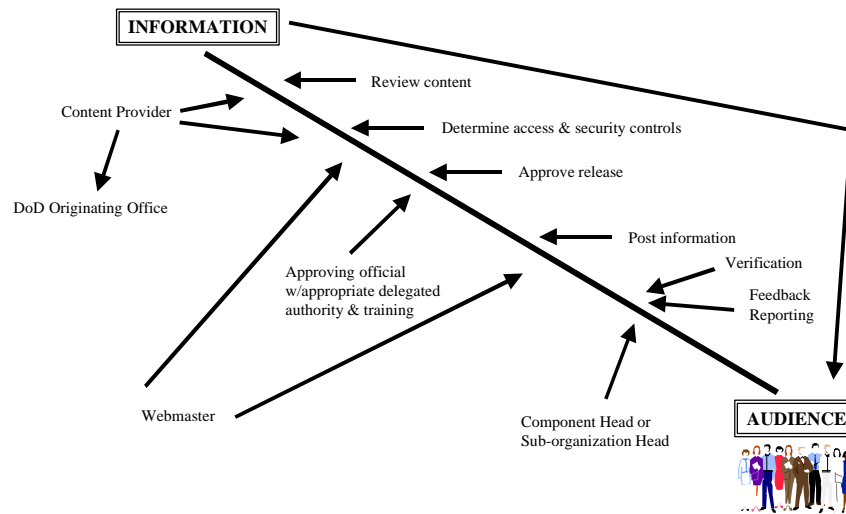 INFORMATION
Review content
Content Provider
Determine access & security controls
Approve release
DoD Originating Office
Post information
Verification
Approving official
w/appropriate delegated
authority & training
Feedback
Reporting
Webmaster
Component Head or
Sub-organization Head
AUDIENCE